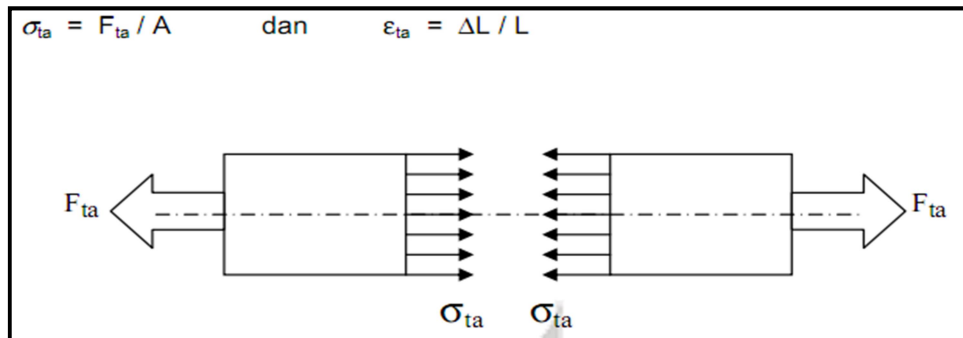 σta = Fta / A dan εta = ΔL / L
Fta Fta
σta σta